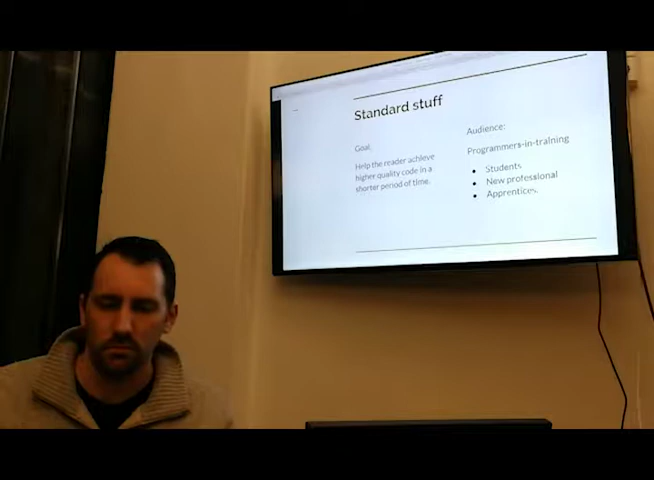 Standard stuff
Goal:
Help the reader achieve
higher quality code in a
shorter period of time.
Audience:
Programmers-in-training
Students
New professional
Apprentices.